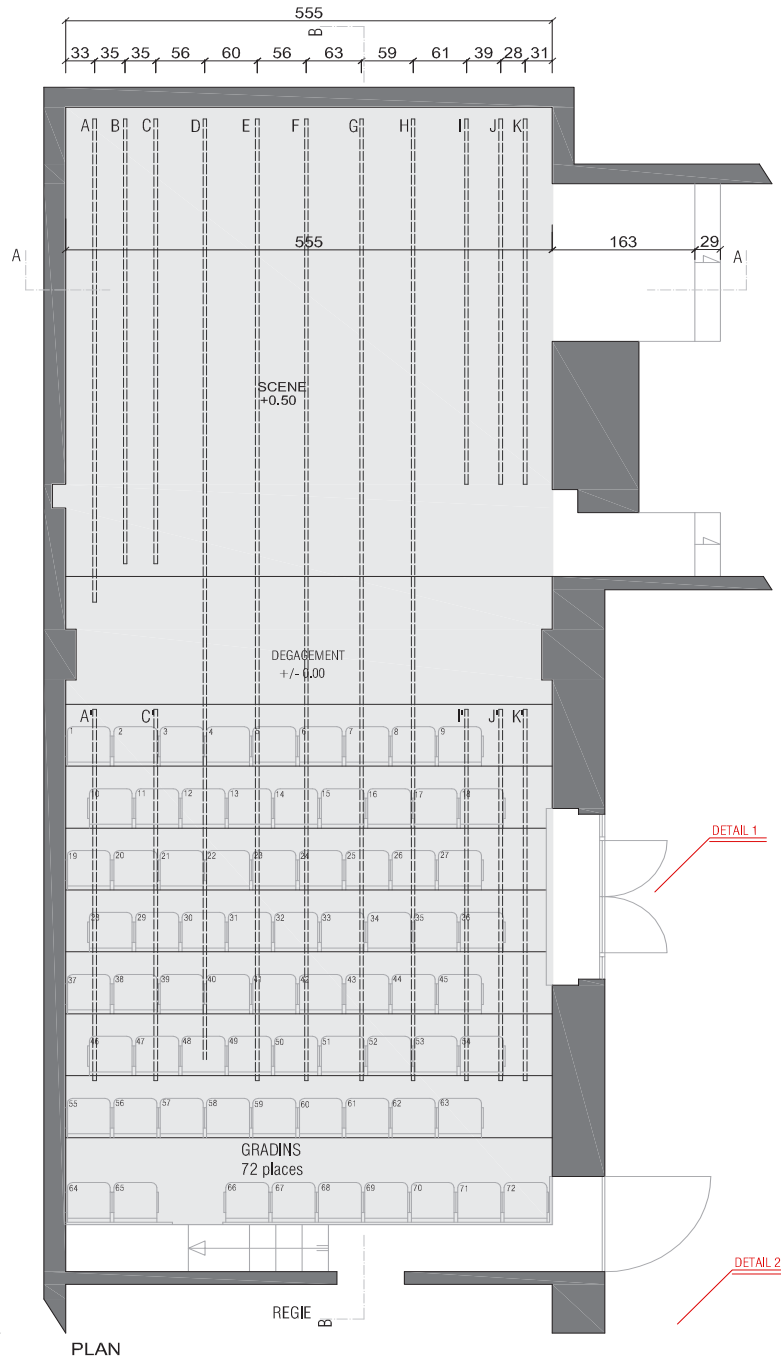 555
B
33 35 35 56 60 56 63 59 61 39 28 31
A B C D E F G H I J K
555 163 29
A A
SCENE
+0.50
DEGAGEMENT
+/- 0.00
A' C' I' J' K'
1 2 3 4 5 6 7 8 9
10 11 12 13 14 15 16 17 18
DETAIL 1
19 20 21 22 23 24 25 26 27
28 29 30 31 32 33 34 35 36
37 38 39 40 41 42 43 44 45
46 47 48 49 50 51 52 53 54
55 56 57 58 59 60 61 62 63
GRADINS
72 places
64 65 66 67 68 69 70 71 72
DETAIL 2
REGIE
B
PLAN